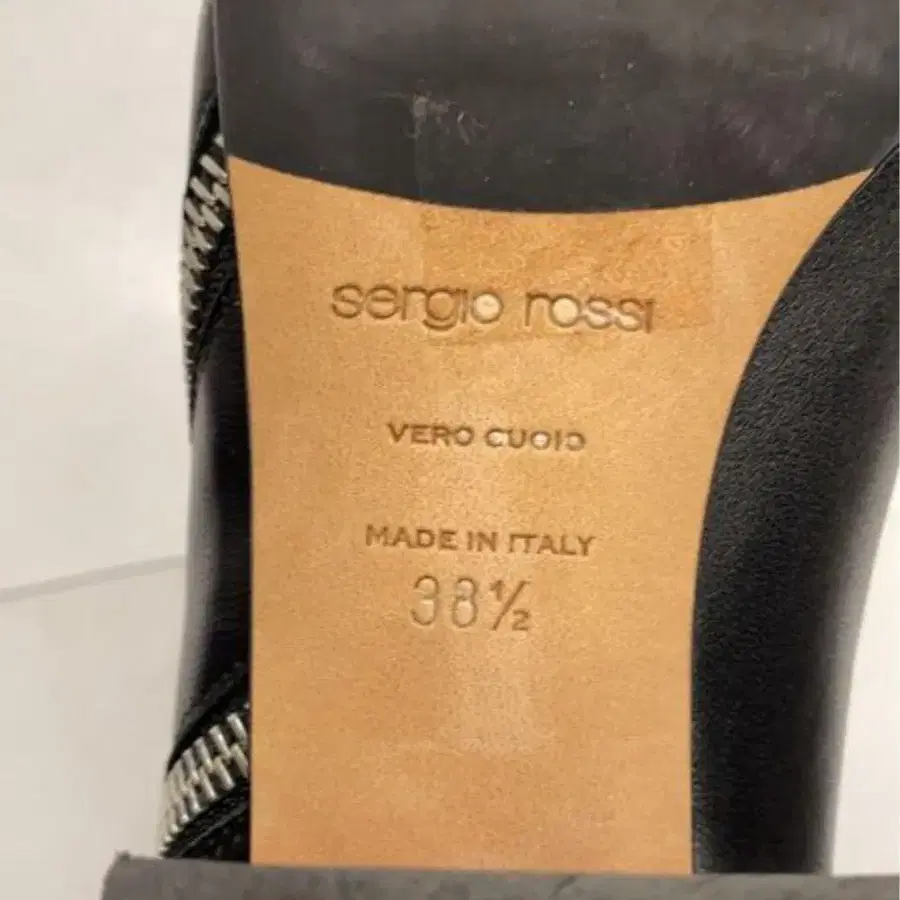 sergio rossi
VERO CUOIO
MADE IN ITALY
38½